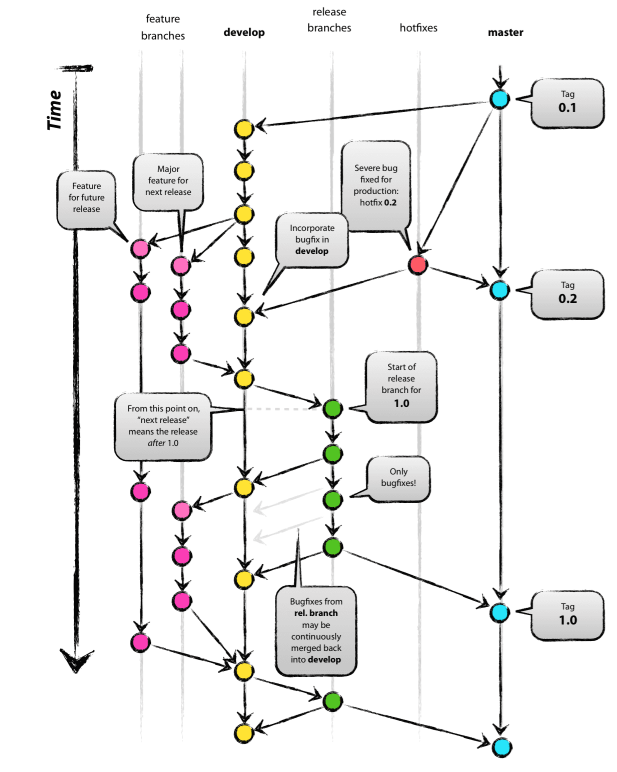 feature
branches
develop
release
branches
hotfixes
master
Time
Tag
0.1
Feature
for future
release
Major
feature for
next release
Severe bug
fixed for
production:
hotfix 0.2
Incorporate
bugfix in
develop
Tag
0.2
Start of
release
branch for
1.0
From this point on,
“next release”
means the release
after 1.0
Only
bugfixes!
Bugfixes from
rel. branch
may be
continuously
merged back
into develop
Tag
1.0